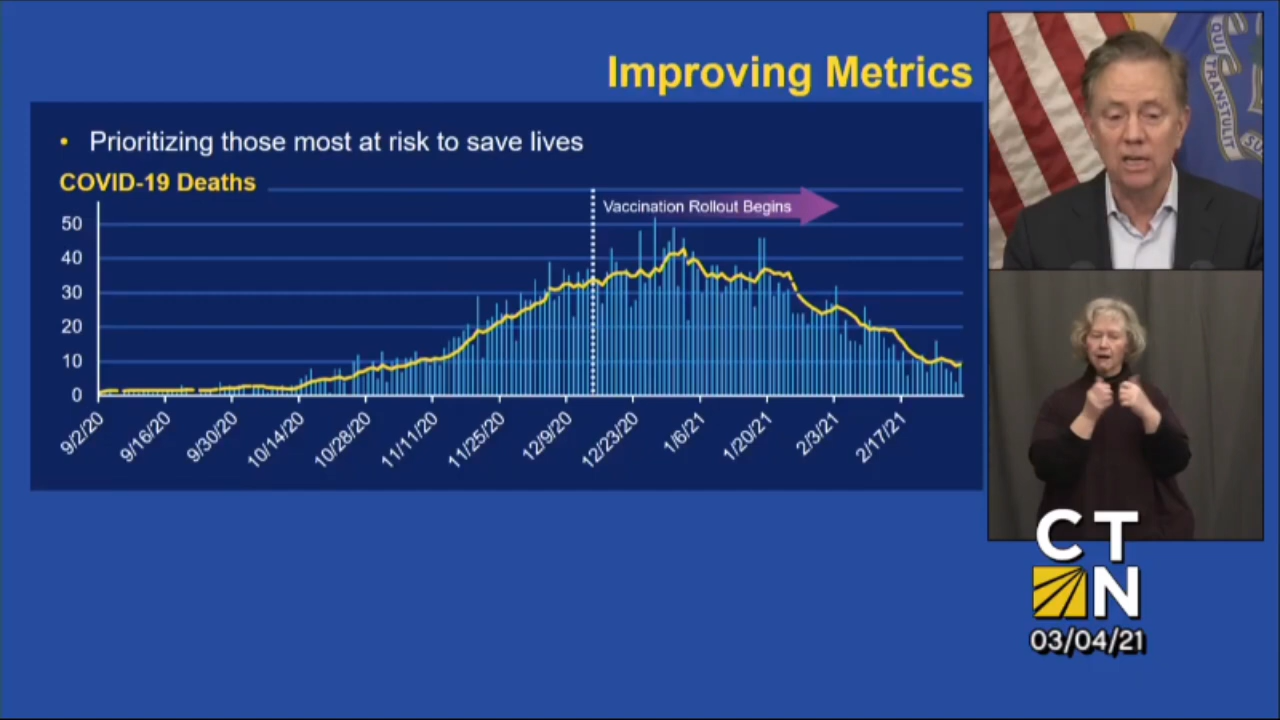 Improving Metrics
• Prioritizing those most at risk to save lives
COVID-19 Deaths
Vaccination Rollout Begins
50
40
30
20
10
0
9/2/20
9/16/20
9/30/20
10/14/20
10/28/20
11/11/20
11/25/20
12/9/20
12/23/20
1/6/21
1/20/21
2/3/21
2/17/21
QUI
TRANSTULIT
CT
N
03/04/21